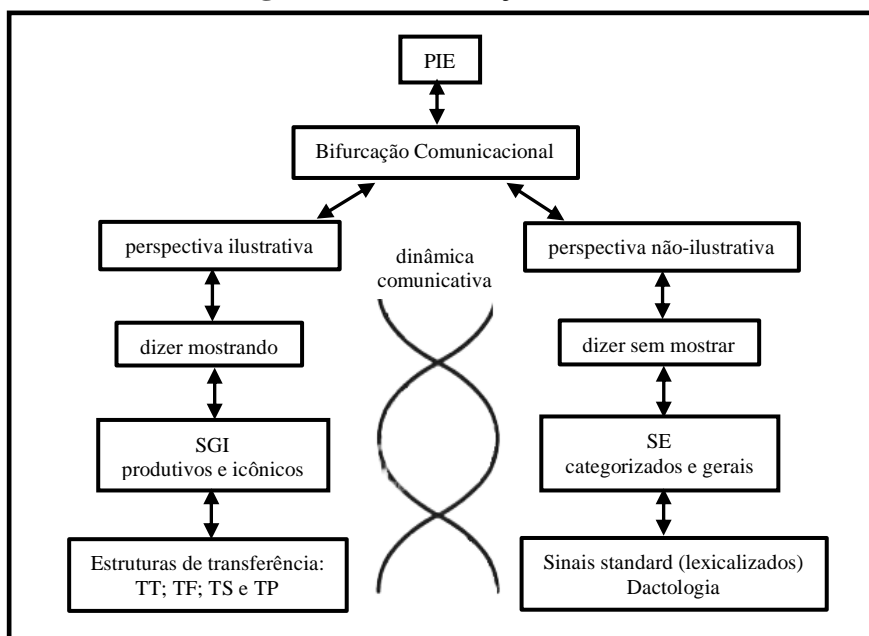 PIE
Bifurcação Comunicacional
perspectiva ilustrativa
dinâmica
comunicativa
perspectiva não-ilustrativa
dizer mostrando
dizer sem mostrar
SGI
produtivos e icônicos
SE
categorizados e gerais
Estruturas de transferência:
TT; TF; TS e TP
Sinais standard (lexicalizados)
Dactologia